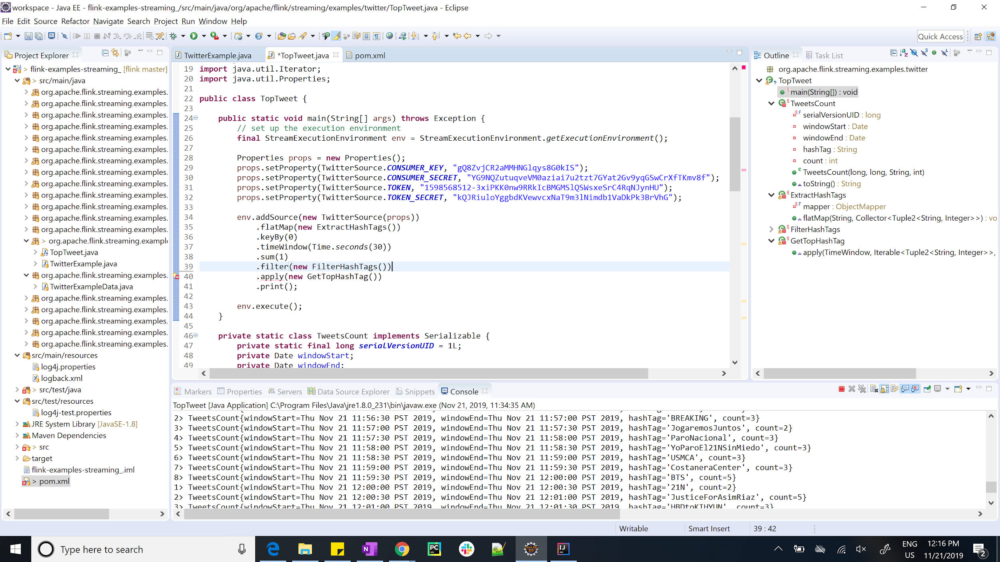 workspace - Java EE - flink-examples-streaming_/src/main/java/org/apache/flink/streaming/examples/twitter/TopTweet.java - Eclipse
File Edit Source Refactor Navigate Search Project Run Window Help
Quick Access
Project Explorer
> flink-examples-streaming_ [flink master]
> src/main/java
org.apache.flink.streaming.examples.
org.apache.flink.streaming.examples.
org.apache.flink.streaming.examples.
org.apache.flink.streaming.examples.
org.apache.flink.streaming.examples.
org.apache.flink.streaming.examples.
org.apache.flink.streaming.examples.
org.apache.flink.streaming.examples.
org.apache.flink.streaming.examples.
org.apache.flink.streaming.examples.
org.apache.flink.streaming.examples.
org.apache.flink.streaming.examples.
org.apache.flink.streaming.examples.
> org.apache.flink.streaming.example
TopTweet.java
TwitterExample.java
org.apache.flink.streaming.examples.
TwitterExampleData.java
org.apache.flink.streaming.examples.
org.apache.flink.streaming.examples.
org.apache.flink.streaming.examples.
org.apache.flink.streaming.examples.
org.apache.flink.streaming.examples.
src/main/resources
log4j.properties
logback.xml
> src/test/java
src/test/resources
log4j-test.properties
JRE System Library [JavaSE-1.8]
Maven Dependencies
> src
target
flink-examples-streaming_.iml
> pom.xml
TwitterExample.java *TopTweet.java pom.xml
19 import java.util.Iterator;
20 import java.util.Properties;
21
22 public class TopTweet {
23
24 public static void main(String[] args) throws Exception {
25 // set up the execution environment
26 final StreamExecutionEnvironment env = StreamExecutionEnvironment.getExecutionEnvironment();
27
28 Properties props = new Properties();
29 props.setProperty(TwitterSource.CONSUMER_KEY, "gQ8ZvjCR2aMMHNGlqys8G0kIS");
30 props.setProperty(TwitterSource.CONSUMER_SECRET, "YG9NQZutuqveVM0aziai7u2tzt7GYat2Gv9yqGSwCrXfTKmv8f");
31 props.setProperty(TwitterSource.TOKEN, "1598568512-3xiPKK0nw9RRkIcBMGMSlQSWsxeSrC4RqNJynHU");
32 props.setProperty(TwitterSource.TOKEN_SECRET, "kQJRiuloYggbdKVewvcxNaT9m3lNimdb1VaDkPk3BrVhG");
33
34 env.addSource(new TwitterSource(props))
35 .flatMap(new ExtractHashTags())
36 .keyBy(0)
37 .timeWindow(Time.seconds(30))
38 .sum(1)
39 .filter(new FilterHashTags())
40 .apply(new GetTopHashTag())
41 .print();
42
43 env.execute();
44 }
45
46 private static class TweetsCount implements Serializable {
47 private static final long serialVersionUID = 1L;
48 private Date windowStart;
49 private Date windowEnd;
Outline Task List
org.apache.flink.streaming.examples.twitter
TopTweet
main(String[]) : void
TweetsCount
serialVersionUID : long
windowStart : Date
windowEnd : Date
hashTag : String
count : int
TweetsCount(long, long, String, int)
toString() : String
ExtractHashTags
mapper : ObjectMapper
flatMap(String, Collector<Tuple2<String, Integer>>) : vo
FilterHashTags
GetTopHashTag
apply(TimeWindow, Iterable<Tuple2<String, Integer>>,
Markers Properties Servers Data Source Explorer Snippets Console
TopTweet [Java Application] C:\Program Files\Java\jre1.8.0_231\bin\javaw.exe (Nov 21, 2019, 11:34:35 AM)
2> TweetsCount{windowStart=Thu Nov 21 11:56:30 PST 2019, windowEnd=Thu Nov 21 11:57:00 PST 2019, hashTag='BREAKING', count=3}
3> TweetsCount{windowStart=Thu Nov 21 11:57:00 PST 2019, windowEnd=Thu Nov 21 11:57:30 PST 2019, hashTag='JogaremosJuntos', count=2}
4> TweetsCount{windowStart=Thu Nov 21 11:57:30 PST 2019, windowEnd=Thu Nov 21 11:58:00 PST 2019, hashTag='ParoNacional', count=3}
5> TweetsCount{windowStart=Thu Nov 21 11:58:00 PST 2019, windowEnd=Thu Nov 21 11:58:30 PST 2019, hashTag='YoParoEl21NSinMiedo', count=3}
6> TweetsCount{windowStart=Thu Nov 21 11:58:30 PST 2019, windowEnd=Thu Nov 21 11:59:00 PST 2019, hashTag='USMCA', count=3}
7> TweetsCount{windowStart=Thu Nov 21 11:59:00 PST 2019, windowEnd=Thu Nov 21 11:59:30 PST 2019, hashTag='CostaneraCenter', count=3}
8> TweetsCount{windowStart=Thu Nov 21 11:59:30 PST 2019, windowEnd=Thu Nov 21 12:00:00 PST 2019, hashTag='BTS', count=5}
1> TweetsCount{windowStart=Thu Nov 21 12:00:00 PST 2019, windowEnd=Thu Nov 21 12:00:30 PST 2019, hashTag='21N', count=2}
2> TweetsCount{windowStart=Thu Nov 21 12:00:30 PST 2019, windowEnd=Thu Nov 21 12:01:00 PST 2019, hashTag='JusticeForAsimRiaz', count=5}
3> TweetsCount{windowStart=Thu Nov 21 12:01:00 PST 2019, windowEnd=Thu Nov 21 12:01:30 PST 2019, hashTag='HBDtoKIHYUN', count=3}
Writable Smart Insert 39 : 42
Type here to search
ENG
US
12:16 PM
11/21/2019
2